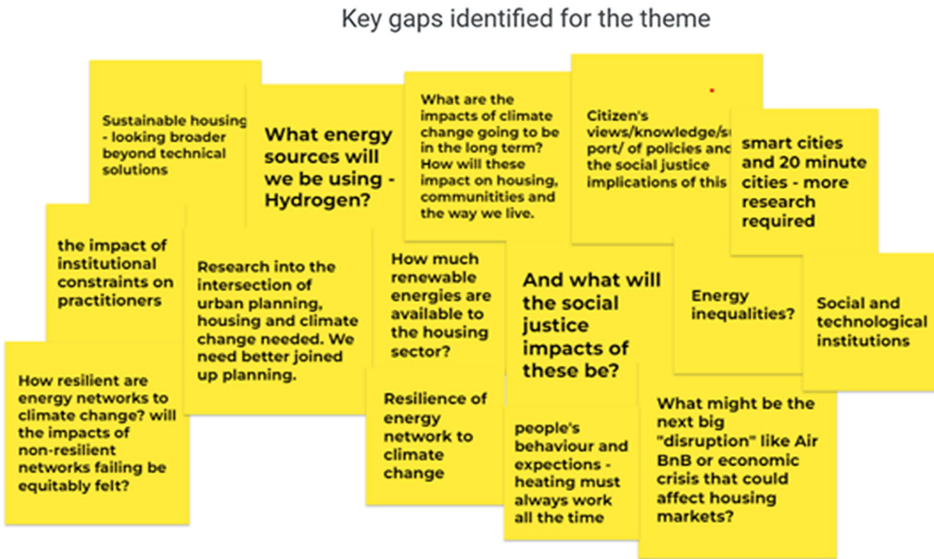 Key gaps identified for the theme
Sustainable housing
- looking broader
beyond technical
solutions
What energy
sources will
we be using -
Hydrogen?
What are the
impacts of climate
change going to be
in the long term?
How will these
impact on housing,
communitities and
the way we live.
Citizen's
views/knowledge/su
port/ of policies and
the social justice
implications of this
smart cities
and 20 minute
cities - more
research
required
the impact of
institutional
constraints on
practitioners
Research into the
intersection of
urban planning,
housing and climate
change needed. We
need better joined
up planning.
How much
renewable
energies are
available to
the housing
sector?
And what will
the social
justice
impacts of
these be?
Energy
inequalities?
Social and
technological
institutions
How resilient are
energy networks to
climate change? will
the impacts of
non-resilient
networks failing be
equitably felt?
Resilience of
energy
network to
climate
change
people's
behaviour and
expections -
heating must
always work
all the time
What might be the
next big
"disruption" like Air
BnB or economic
crisis that could
affect housing
markets?